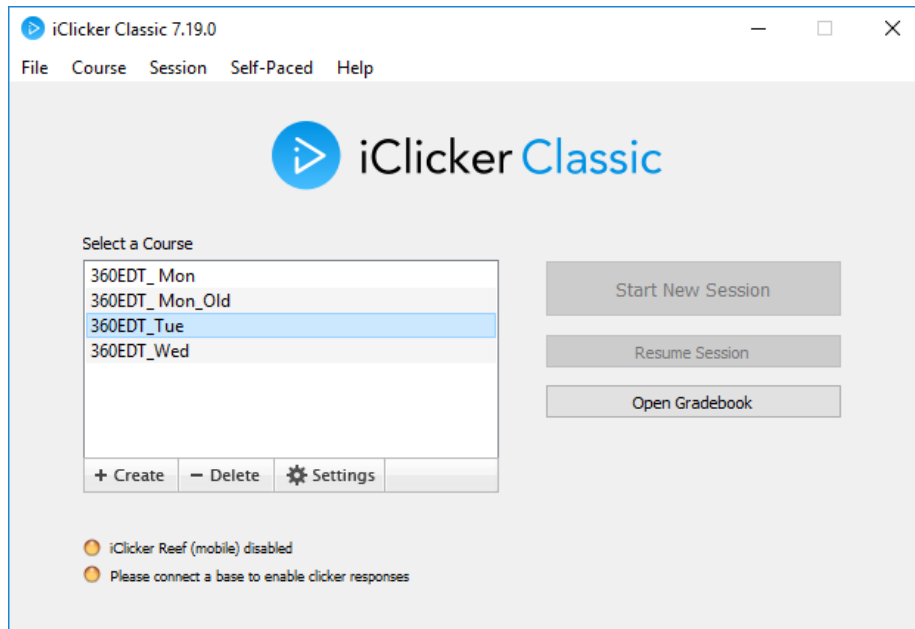 iClicker Classic 7.19.0
File Course Session Self-Paced Help
iClicker Classic
Select a Course
360EDT_ Mon
360EDT_ Mon_Old
360EDT_Tue
360EDT_Wed
+ Create − Delete Settings
Start New Session
Resume Session
Open Gradebook
iClicker Reef (mobile) disabled
Please connect a base to enable clicker responses